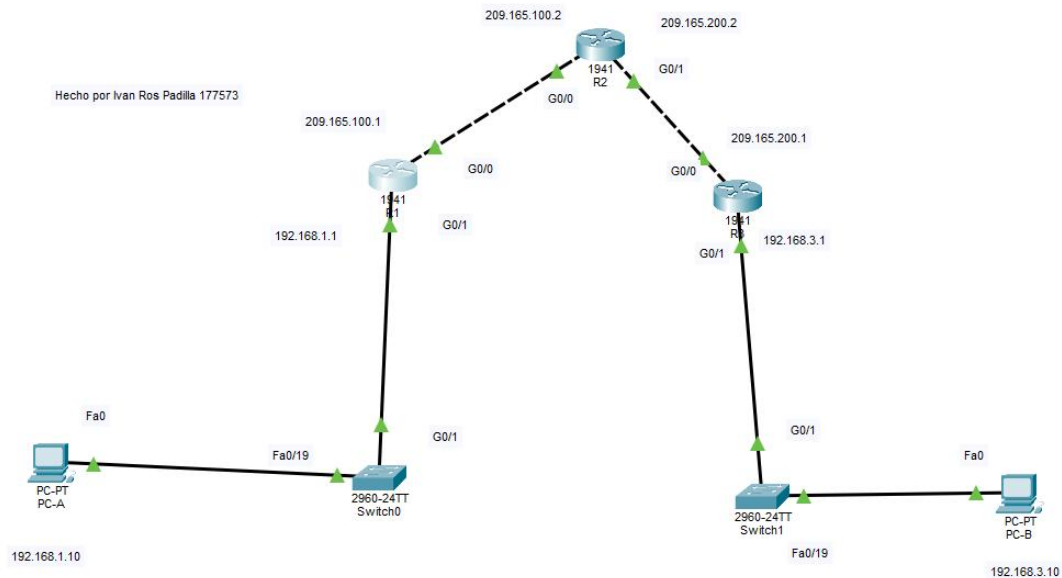 209.165.100.2
209.165.200.2
1941
R2
G0/1
G0/0
Hecho por Ivan Ros Padilla 177573
209.165.100.1
209.165.200.1
G0/0
G0/0
1941
R1
1941
R3
192.168.1.1
G0/1
192.168.3.1
G0/1
Fa0
G0/1
G0/1
Fa0
Fa0/19
PC-PT
PC-A
2960-24TT
Switch0
2960-24TT
Switch1
PC-PT
PC-B
Fa0/19
192.168.1.10
192.168.3.10